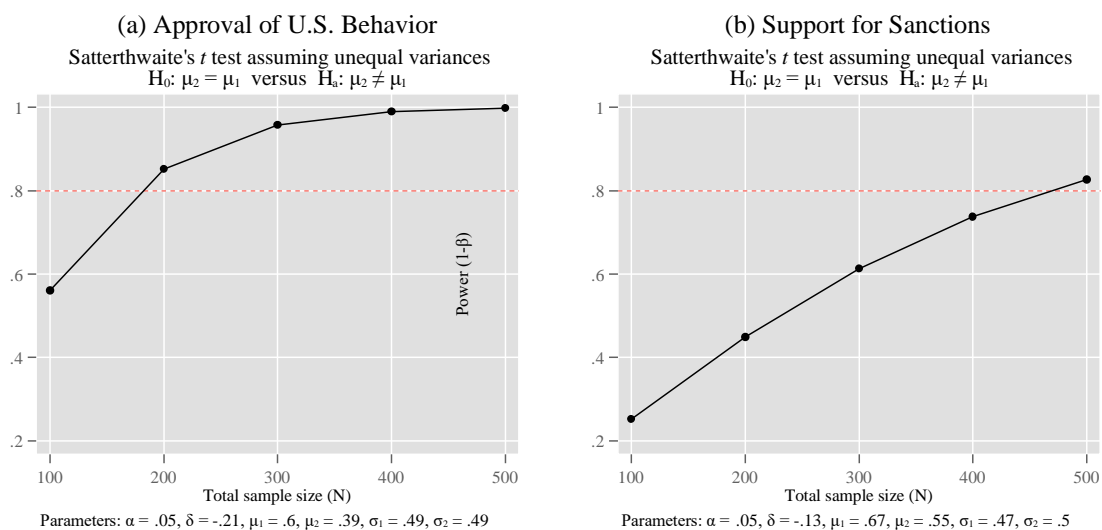 (a) Approval of U.S. Behavior
Satterthwaite's t test assuming unequal variances
H₀: μ₂ = μ₁ versus Hₐ: μ₂ ≠ μ₁
1
.8
.6
.4
.2
Power (1-β)
100 200 300 400 500
Total sample size (N)
Parameters: α = .05, δ = -.21, μ₁ = .6, μ₂ = .39, σ₁ = .49, σ₂ = .49
(b) Support for Sanctions
Satterthwaite's t test assuming unequal variances
H₀: μ₂ = μ₁ versus Hₐ: μ₂ ≠ μ₁
1
.8
.6
.4
.2
100 200 300 400 500
Total sample size (N)
Parameters: α = .05, δ = -.13, μ₁ = .67, μ₂ = .55, σ₁ = .47, σ₂ = .5